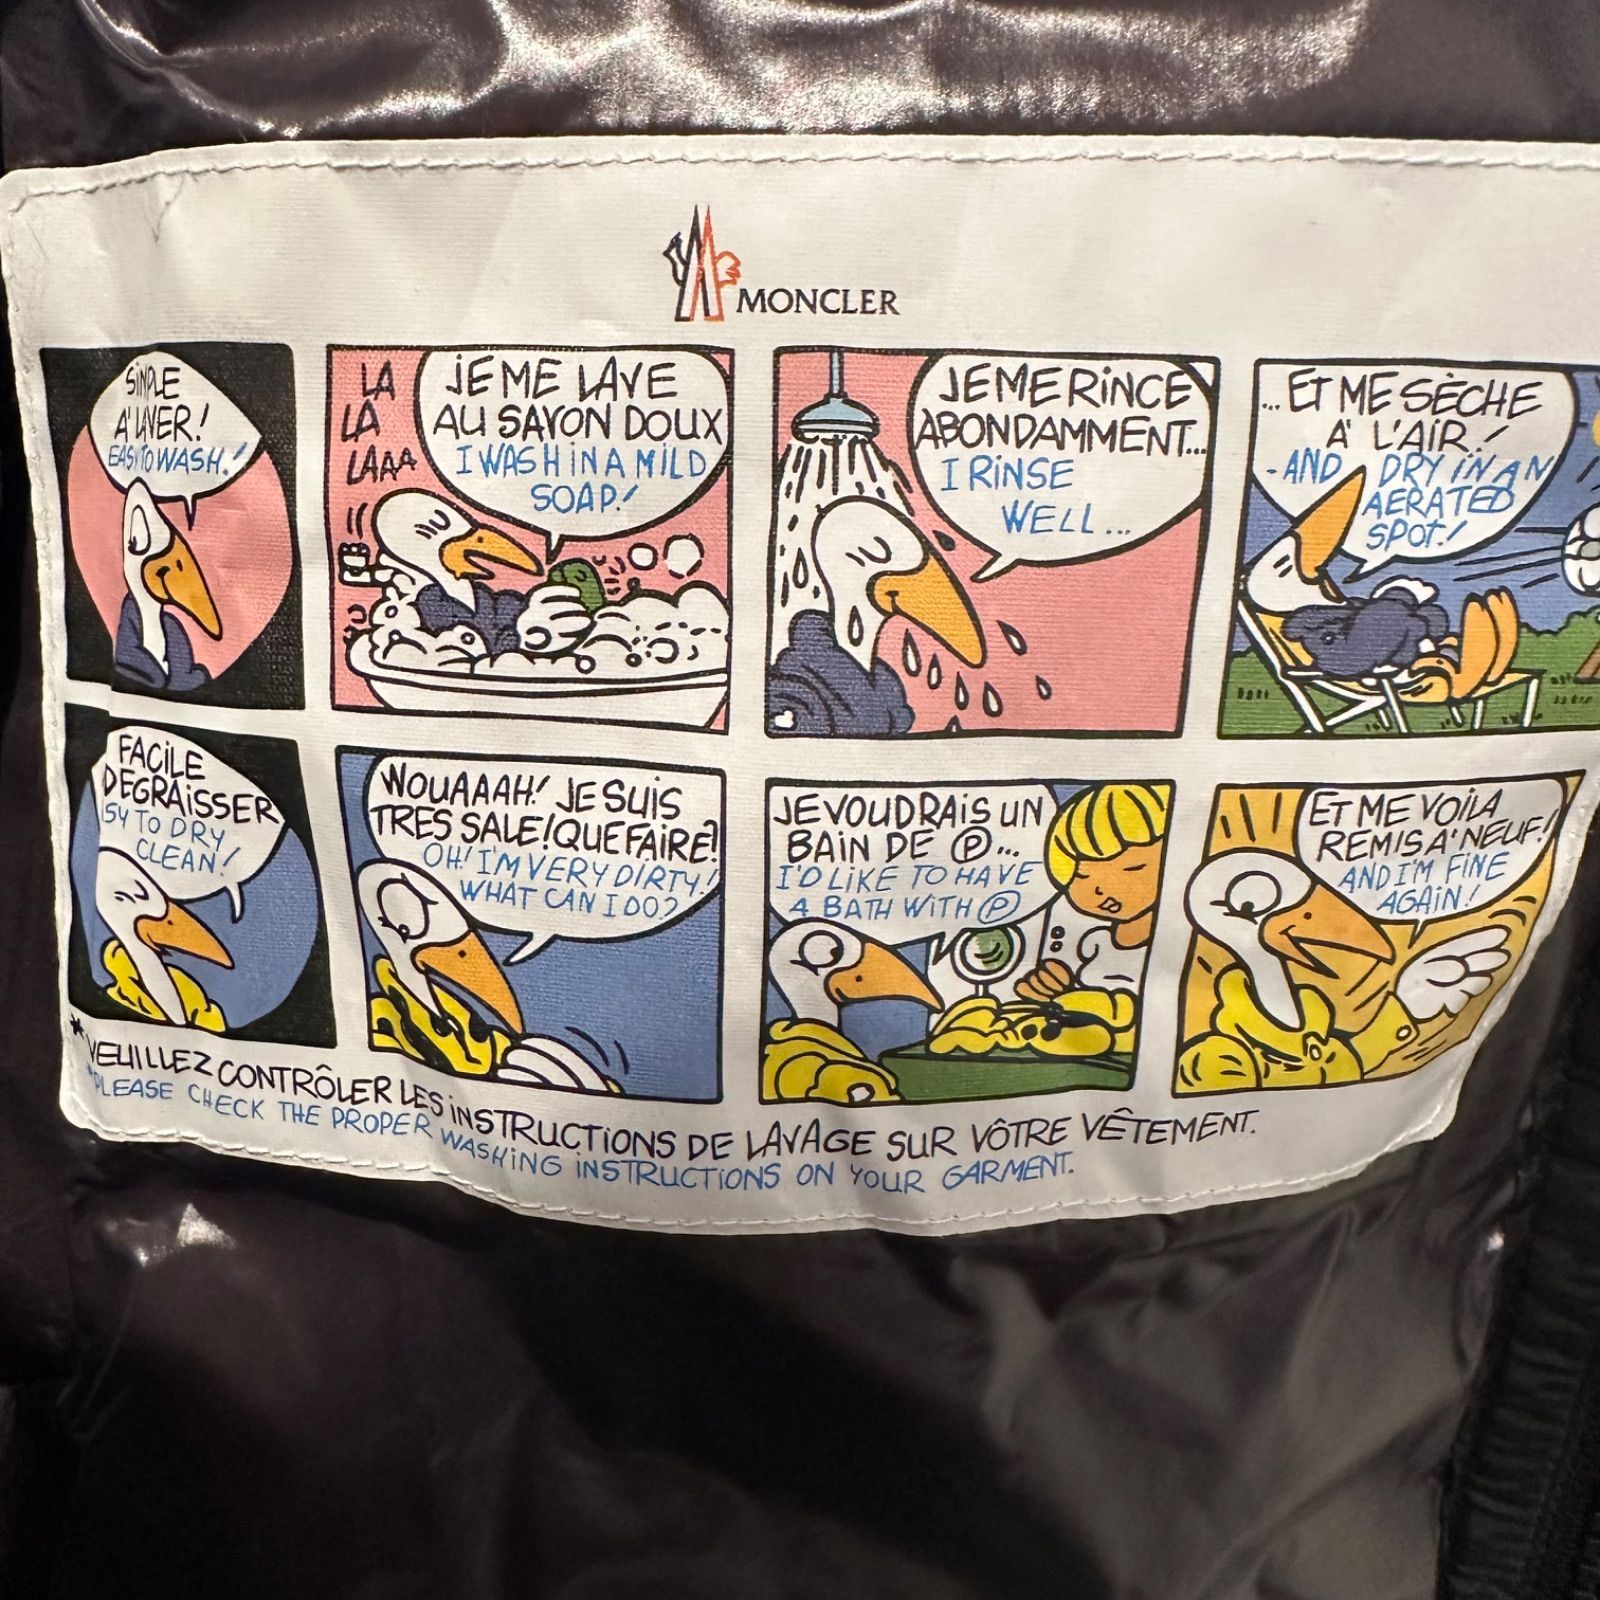 MONCLER
SIMPLE
A' LAVER!
EASY TO WASH!
LA
LA
LAAA
JE ME LAVE
AU SAVON DOUX
I WASH IN A MILD
SOAP!
JE ME RINCE
ABONDAMMENT...
I RINSE
WELL...
...ET ME SÈCHE
A' L'AIR!
-AND DRY IN AN
AERATED
SPOT!
FACILE
DEGRAISSER
SY TO DRY
CLEAN!
WOUAAAH! JE SUIS
TRES SALE! QUE FAIRE?
OH! I'M VERY DIRTY!
WHAT CAN I DO?
JE VOUDRAIS UN
BAIN DE Ⓟ...
I'D LIKE TO HAVE
A BATH WITH Ⓟ
ET ME VOILA
REMIS A' NEUF!
AND I'M FINE
AGAIN!
*VEUILLEZ CONTRÔLER LES INSTRUCTIONS DE LAVAGE SUR VÔTRE VÊTEMENT.
*PLEASE CHECK THE PROPER WASHING INSTRUCTIONS ON YOUR GARMENT.